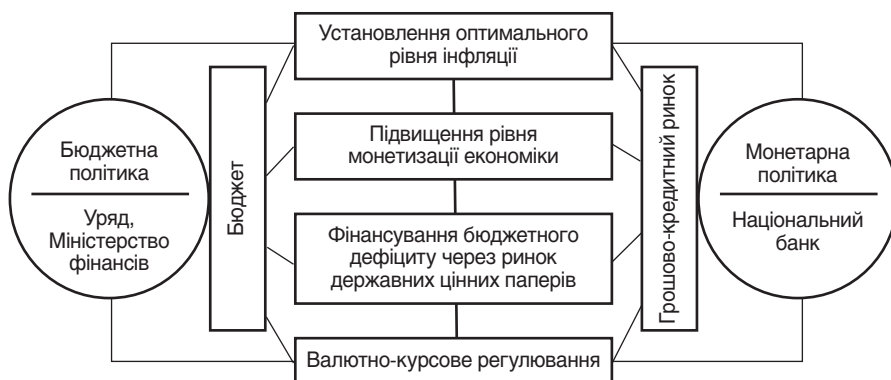 Установлення оптимального
рівня інфляції
Бюджетна
політика
Уряд,
Міністерство
фінансів
Бюджет
Підвищення рівня
монетизації економіки
Фінансування бюджетного
дефіциту через ринок
державних цінних паперів
Валютно-курсове регулювання
Грошово-кредитний ринок
Монетарна
політика
Національний
банк